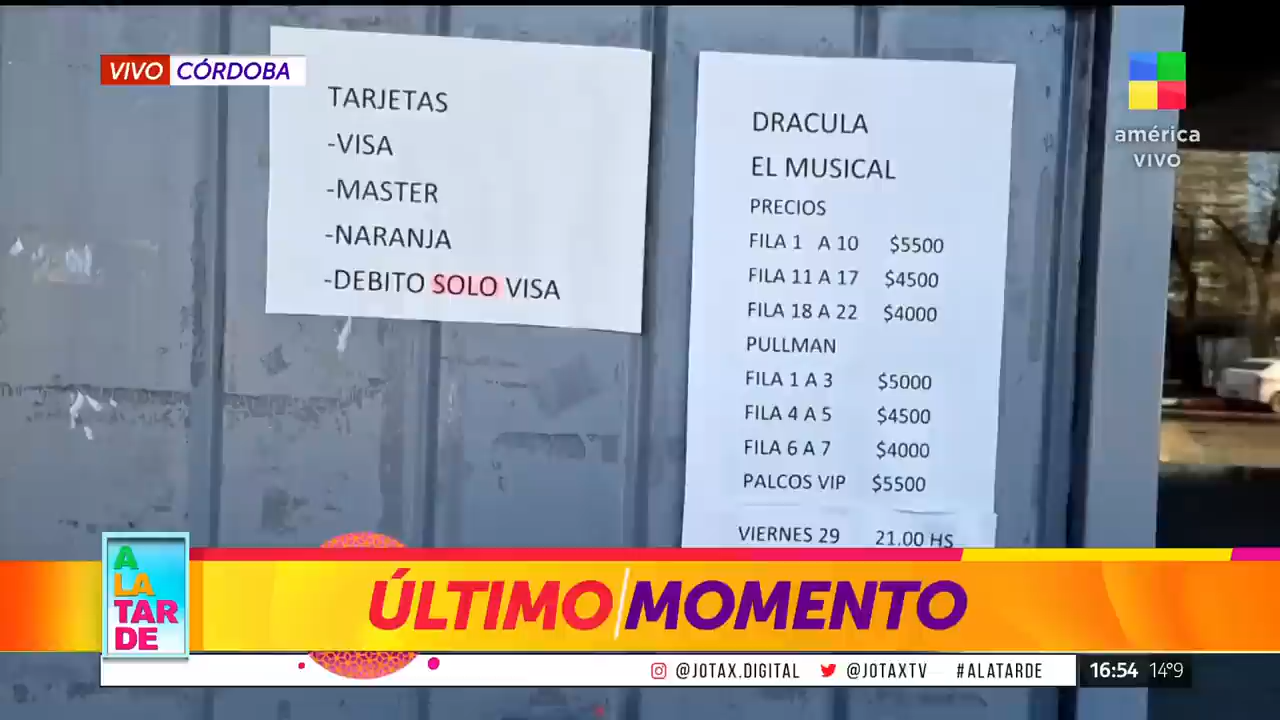 VIVO CÓRDOBA
TARJETAS
-VISA
-MASTER
-NARANJA
-DEBITO SOLO VISA
DRACULA
EL MUSICAL
PRECIOS
FILA 1 A 10 $5500
FILA 11 A 17 $4500
FILA 18 A 22 $4000
PULLMAN
FILA 1 A 3 $5000
FILA 4 A 5 $4500
FILA 6 A 7 $4000
PALCOS VIP $5500
VIERNES 29 21.00 HS
américa
VIVO
A
LA
TAR
DE
ÚLTIMO MOMENTO
@JOTAX.DIGITAL @JOTAXTV #ALATARDE
16:54 14°9